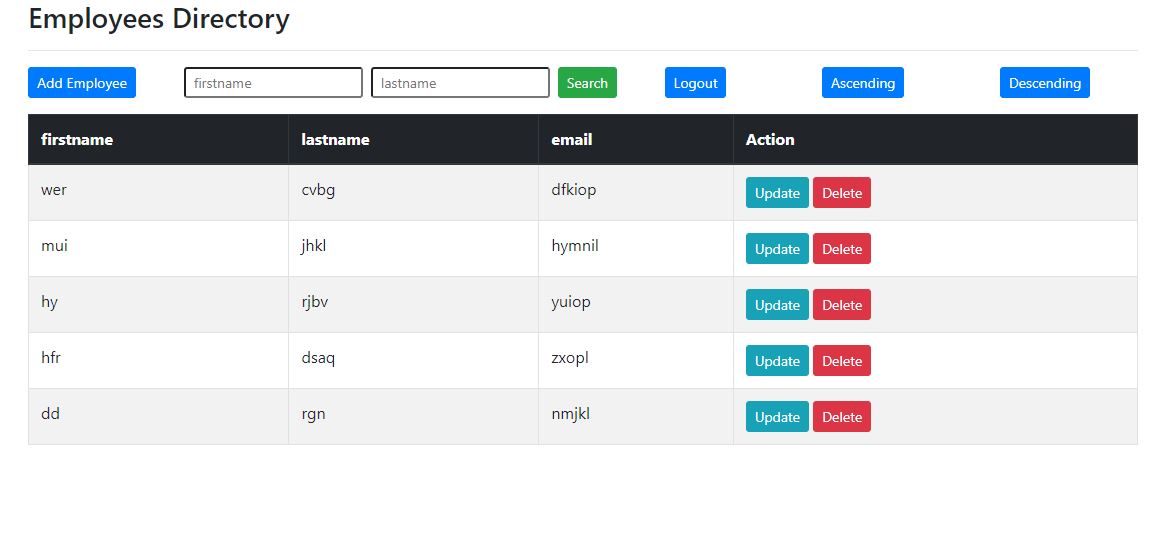 Employees Directory
Add Employee firstname lastname Search Logout Ascending Descending
firstname lastname email Action
wer cvbg dfkiop Update Delete
mui jhkl hymnil Update Delete
hy rjbv yuiop Update Delete
hfr dsaq zxopl Update Delete
dd rgn nmjkl Update Delete